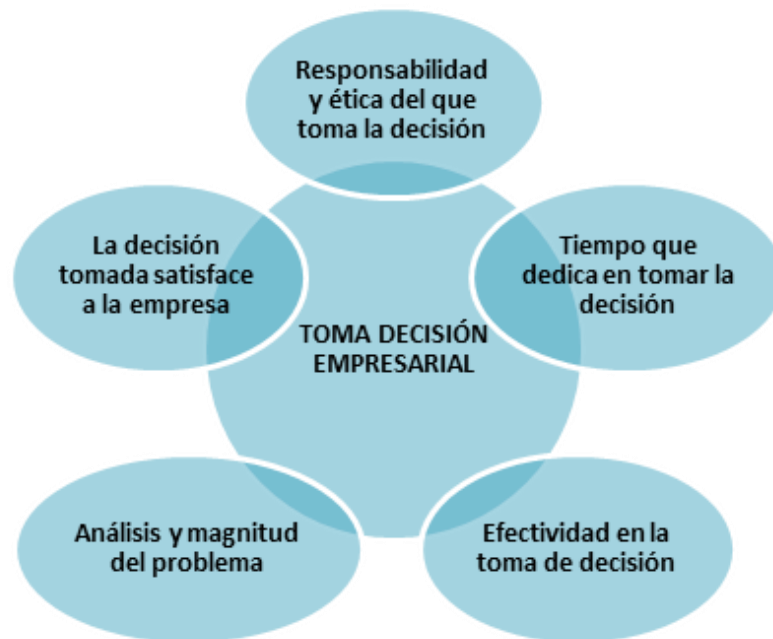 Responsabilidad
y ética del que
toma la decisión
La decisión
tomada satisface
a la empresa
Tiempo que
dedica en tomar la
decisión
TOMA DECISIÓN
EMPRESARIAL
Análisis y magnitud
del problema
Efectividad en la
toma de decisión